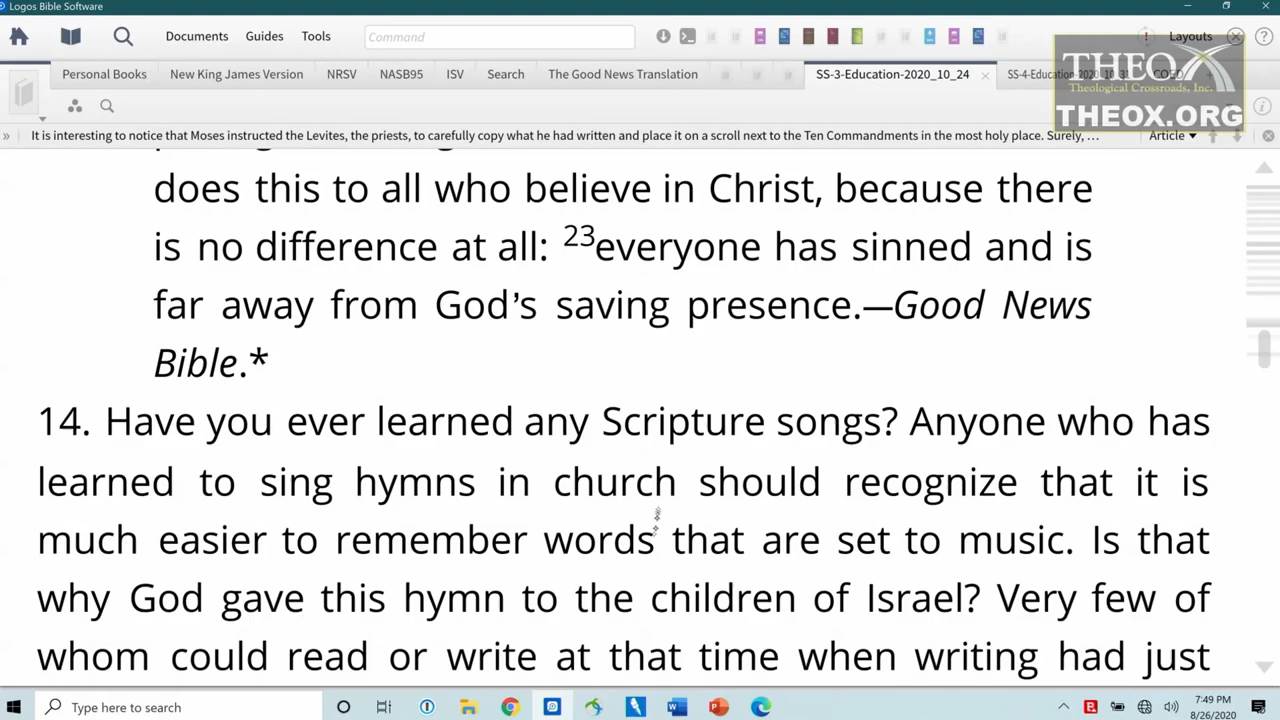 Logos Bible Software
Documents Guides Tools Command Layouts
Personal Books New King James Version NRSV NASB95 ISV Search The Good News Translation SS-3-Education-2020_10_24 SS-4-Education-2020_10_31
THEOX
Theological Crossroads, Inc.
THEOX.ORG
» It is interesting to notice that Moses instructed the Levites, the priests, to carefully copy what he had written and place it on a scroll next to the Ten Commandments in the most holy place. Surely, ... Article
does this to all who believe in Christ, because there
is no difference at all: 23everyone has sinned and is
far away from God’s saving presence.—Good News
Bible.*
14. Have you ever learned any Scripture songs? Anyone who has
learned to sing hymns in church should recognize that it is
much easier to remember words that are set to music. Is that
why God gave this hymn to the children of Israel? Very few of
whom could read or write at that time when writing had just
Type here to search
7:49 PM
8/26/2020